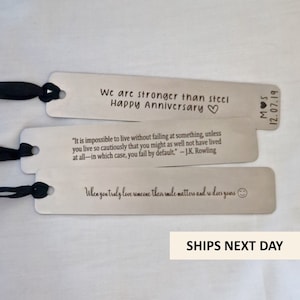 We are stronger than steel
Happy Anniversary ♡
M ♥ S
12.07.19
"It is impossible to live without failing at something, unless
you live so cautiously that you might as well not have lived
at all—in which case, you fail by default." – J.K. Rowling
When you truly love someone their smile matters and so does yours ☺
SHIPS NEXT DAY